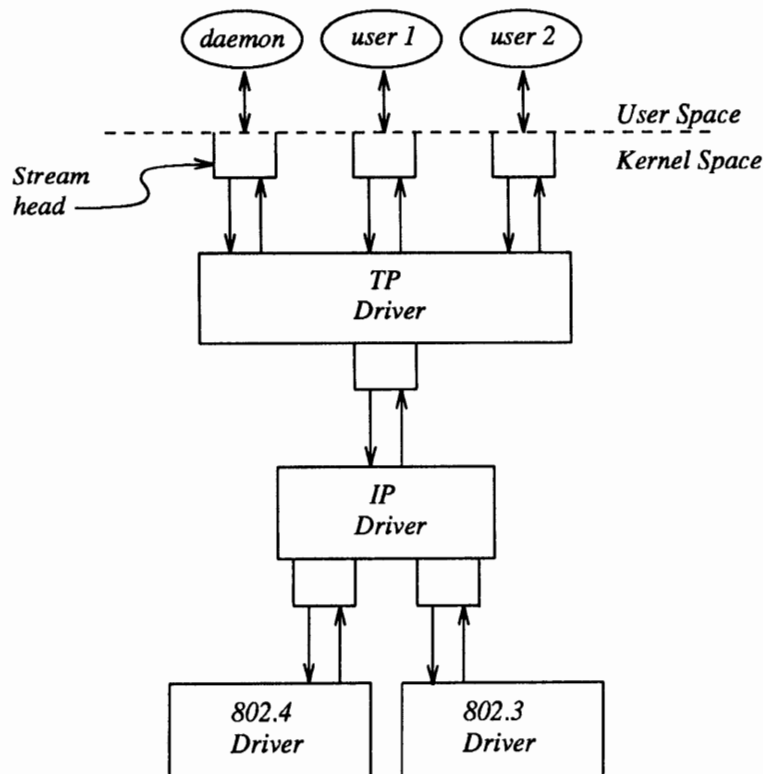 daemon
user 1
user 2
User Space
Kernel Space
Stream
head
TP
Driver
IP
Driver
802.4
Driver
802.3
Driver